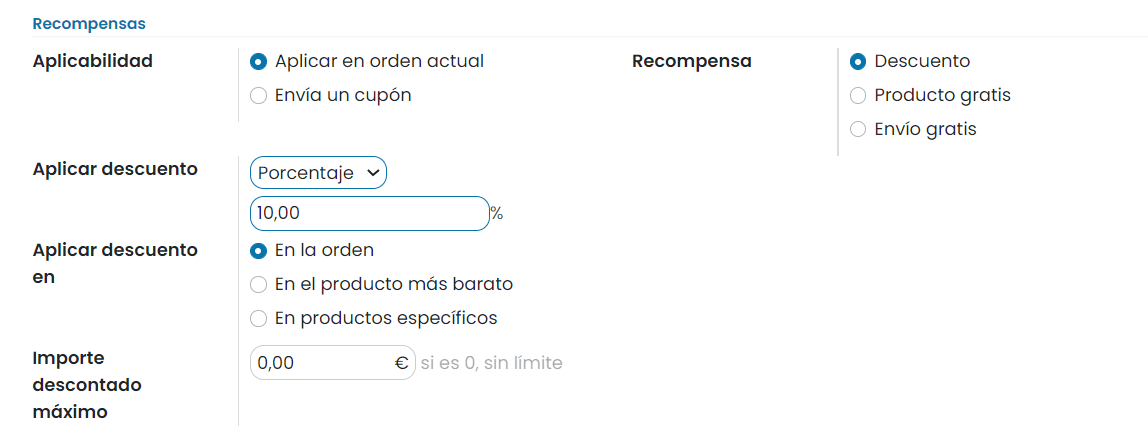 Recompensas
Aplicabilidad
Aplicar en orden actual
Envía un cupón
Recompensa
Descuento
Producto gratis
Envío gratis
Aplicar descuento
Porcentaje
10,00 %
Aplicar descuento
en
En la orden
En el producto más barato
En productos específicos
Importe
descontado
máximo
0,00 € si es 0, sin límite